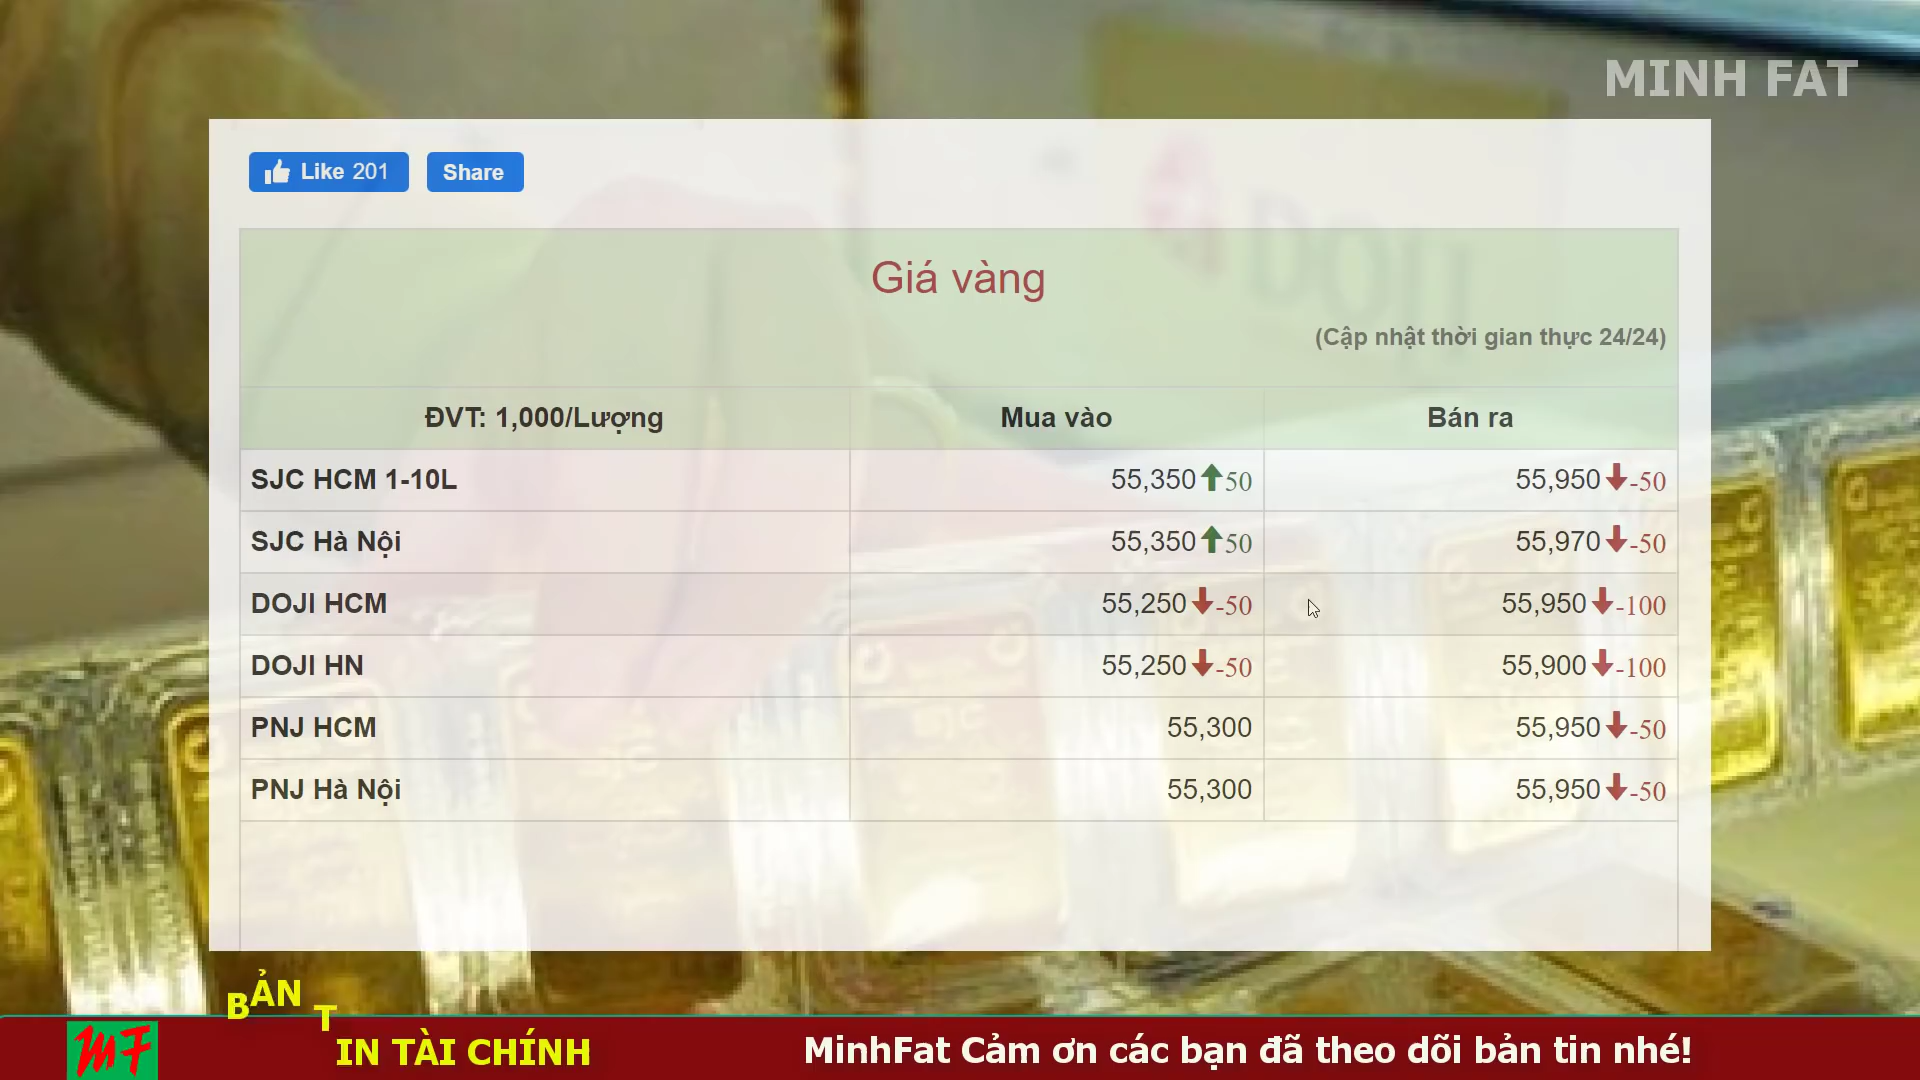 MINH FAT
Like 201 Share
Giá vàng
(Cập nhật thời gian thực 24/24)
ĐVT: 1,000/Lượng Mua vào Bán ra
SJC HCM 1-10L 55,350 50 55,950 -50
SJC Hà Nội 55,350 50 55,970 -50
DOJI HCM 55,250 -50 55,950 -100
DOJI HN 55,250 -50 55,900 -100
PNJ HCM 55,300 55,950 -50
PNJ Hà Nội 55,300 55,950 -50
DOJI
MF
BẢN TIN TÀI CHÍNH
MinhFat Cảm ơn các bạn đã theo dõi bản tin nhé!